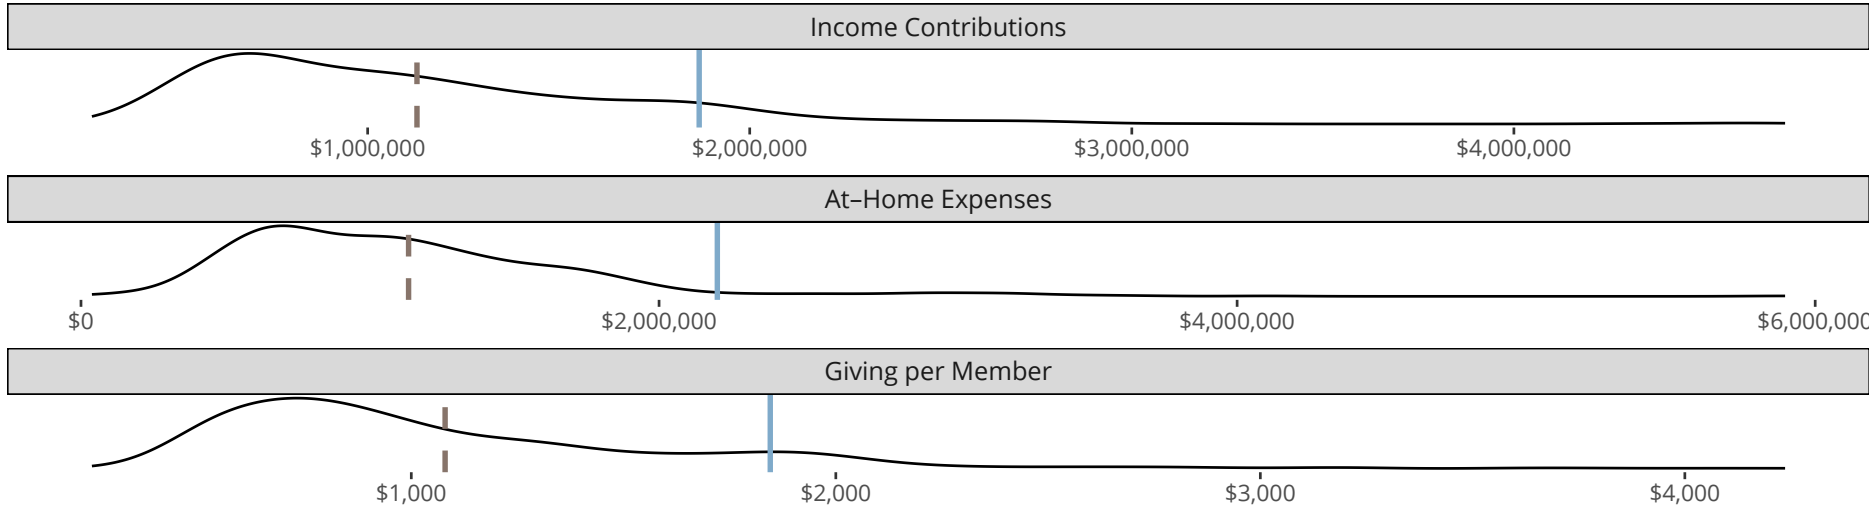 Income Contributions
$1,000,000 $2,000,000 $3,000,000 $4,000,000
At–Home Expenses
$0 $2,000,000 $4,000,000 $6,000,000
Giving per Member
$1,000 $2,000 $3,000 $4,000